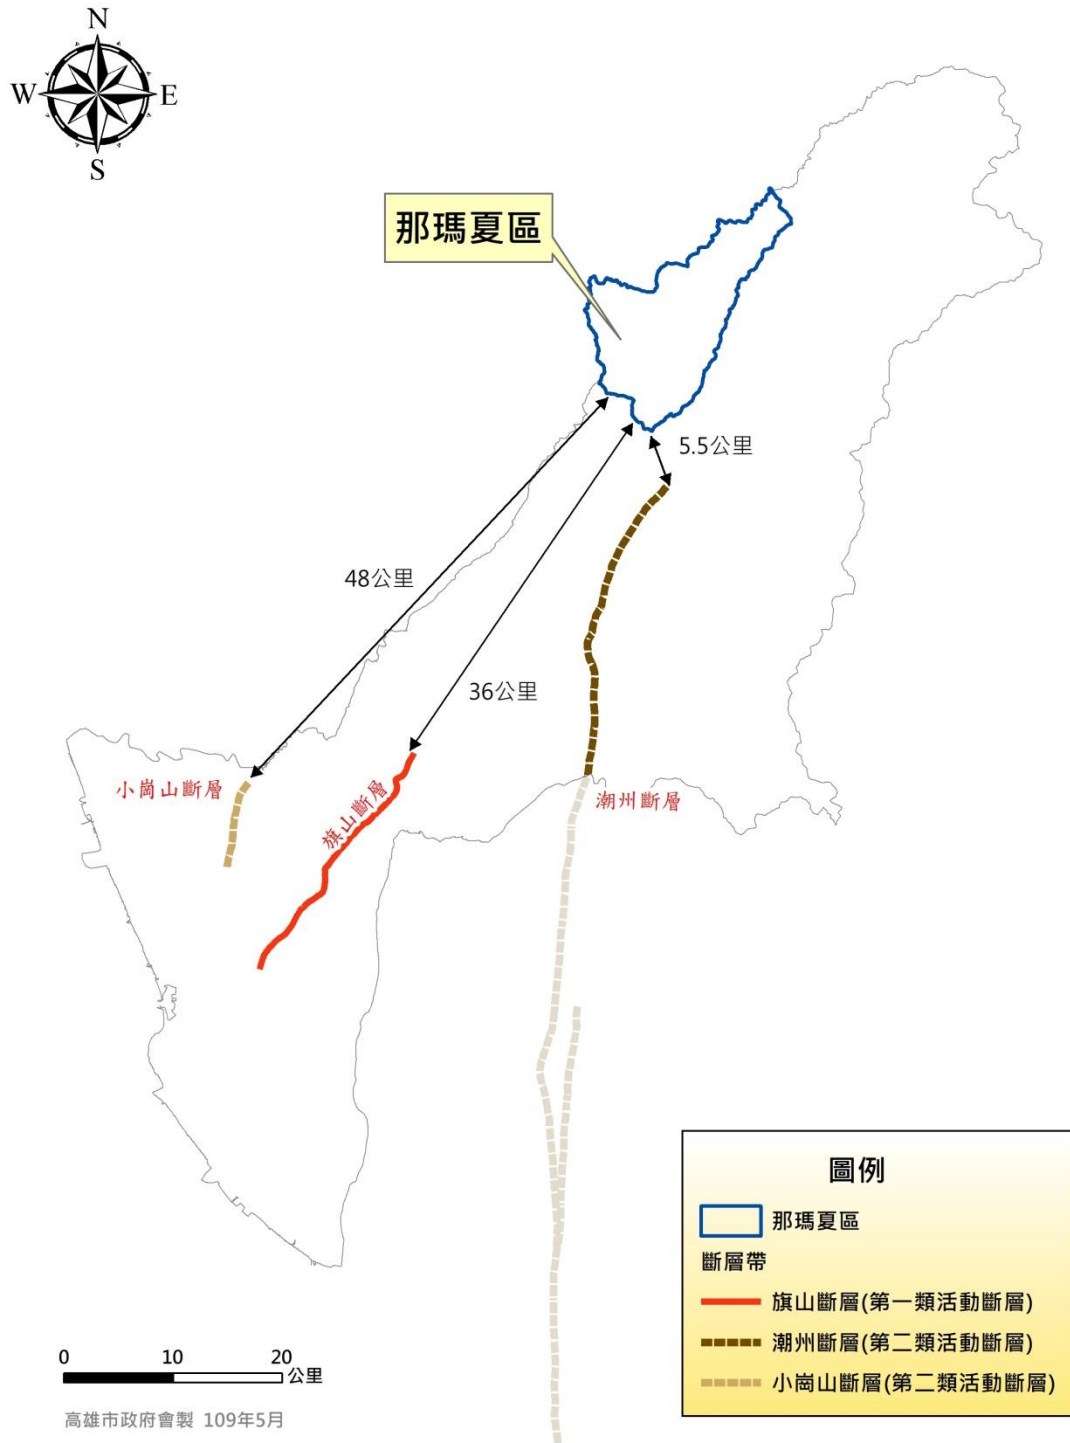 N
W
E
S
那瑪夏區
5.5公里
48公里
36公里
小崗山斷層
旗山斷層
潮州斷層
圖例
那瑪夏區
斷層帶
旗山斷層(第一類活動斷層)
潮州斷層(第二類活動斷層)
小崗山斷層(第二類活動斷層)
0 10 20
公里
高雄市政府會製 109年5月